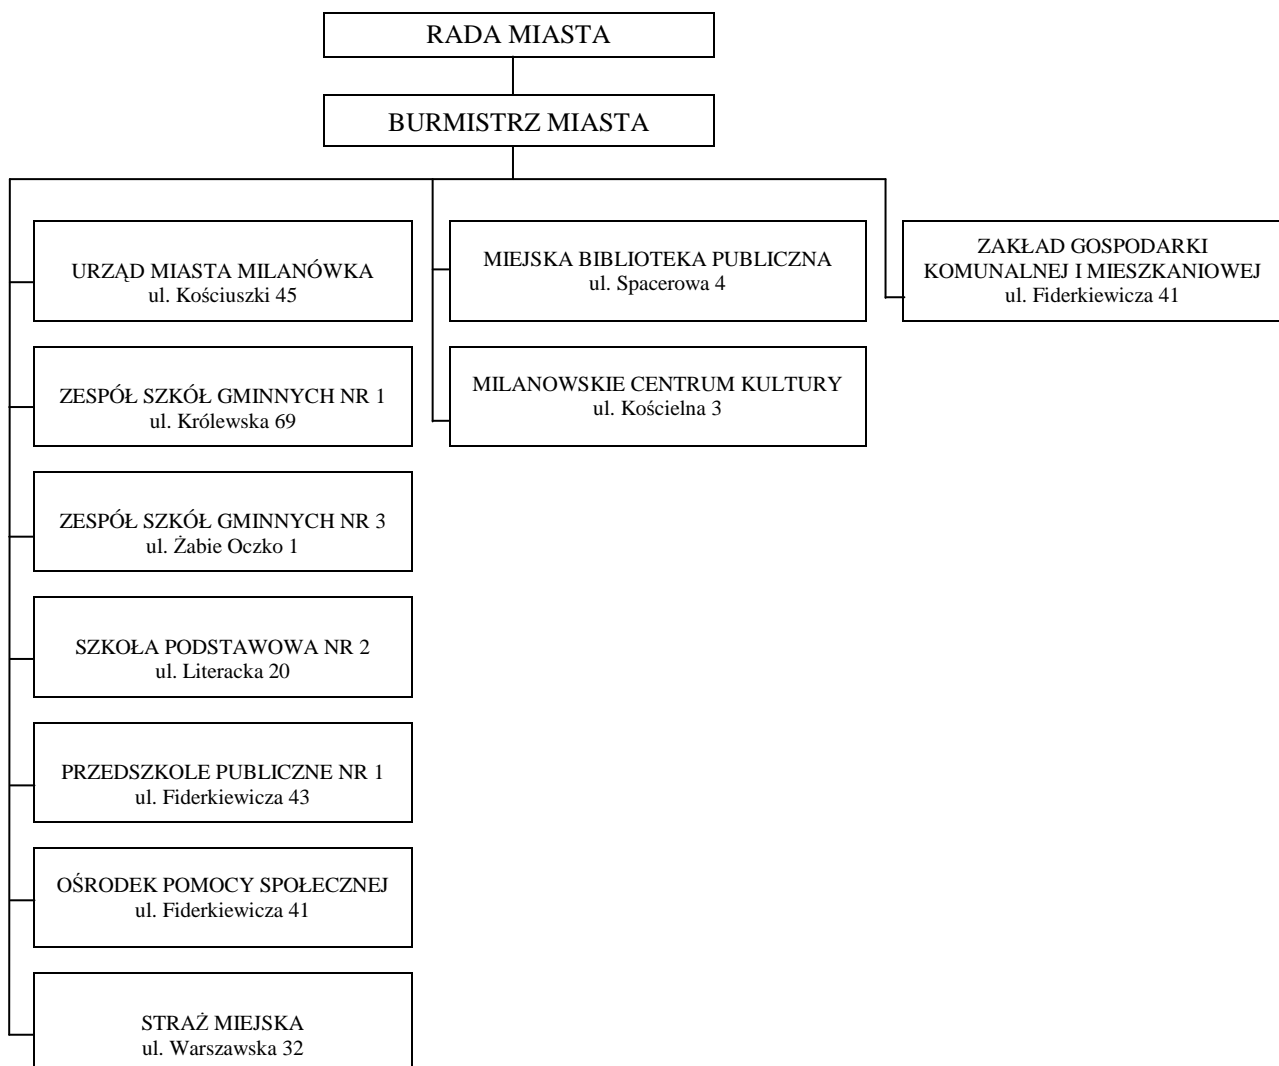 RADA MIASTA
BURMISTRZ MIASTA
URZĄD MIASTA MILANÓWKA
ul. Kościuszki 45
ZESPÓŁ SZKÓŁ GMINNYCH NR 1
ul. Królewska 69
ZESPÓŁ SZKÓŁ GMINNYCH NR 3
ul. Żabie Oczko 1
SZKOŁA PODSTAWOWA NR 2
ul. Literacka 20
PRZEDSZKOLE PUBLICZNE NR 1
ul. Fiderkiewicza 43
OŚRODEK POMOCY SPOŁECZNEJ
ul. Fiderkiewicza 41
STRAŻ MIEJSKA
ul. Warszawska 32
MIEJSKA BIBLIOTEKA PUBLICZNA
ul. Spacerowa 4
MILANOWSKIE CENTRUM KULTURY
ul. Kościelna 3
ZAKŁAD GOSPODARKI
KOMUNALNEJ I MIESZKANIOWEJ
ul. Fiderkiewicza 41